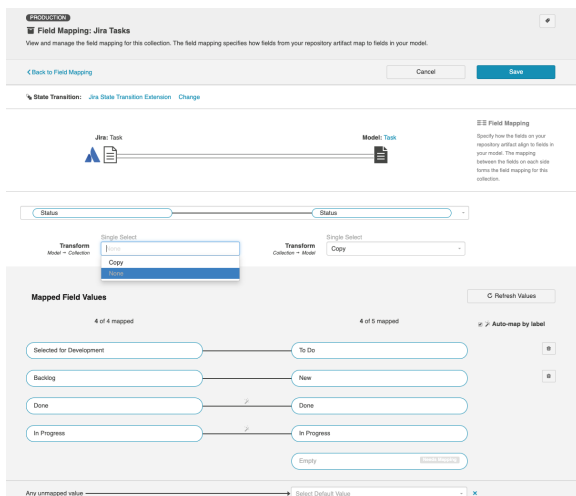 PRODUCTION
Field Mapping: Jira Tasks
View and manage the field mapping for this collection. The field mapping specifies how fields from your repository artifact map to fields in your model.
Back to Field Mapping
Cancel
Save
State Transition: Jira State Transition Extension Change
Field Mapping
Specify how the fields on your
repository artifact align to fields in
your model. The mapping
between the fields on each side
forms the field mapping for this
collection.
Jira: Task
Model: Task
Status
Status
Single Select
Single Select
Transform
Model → Collection
None
Transform
Collection → Model
Copy
Copy
None
Mapped Field Values
Refresh Values
4 of 4 mapped
4 of 5 mapped
Auto-map by label
Selected for Development
To Do
Backlog
New
Done
Done
In Progress
In Progress
Empty
Any unmapped value
Select Default Value